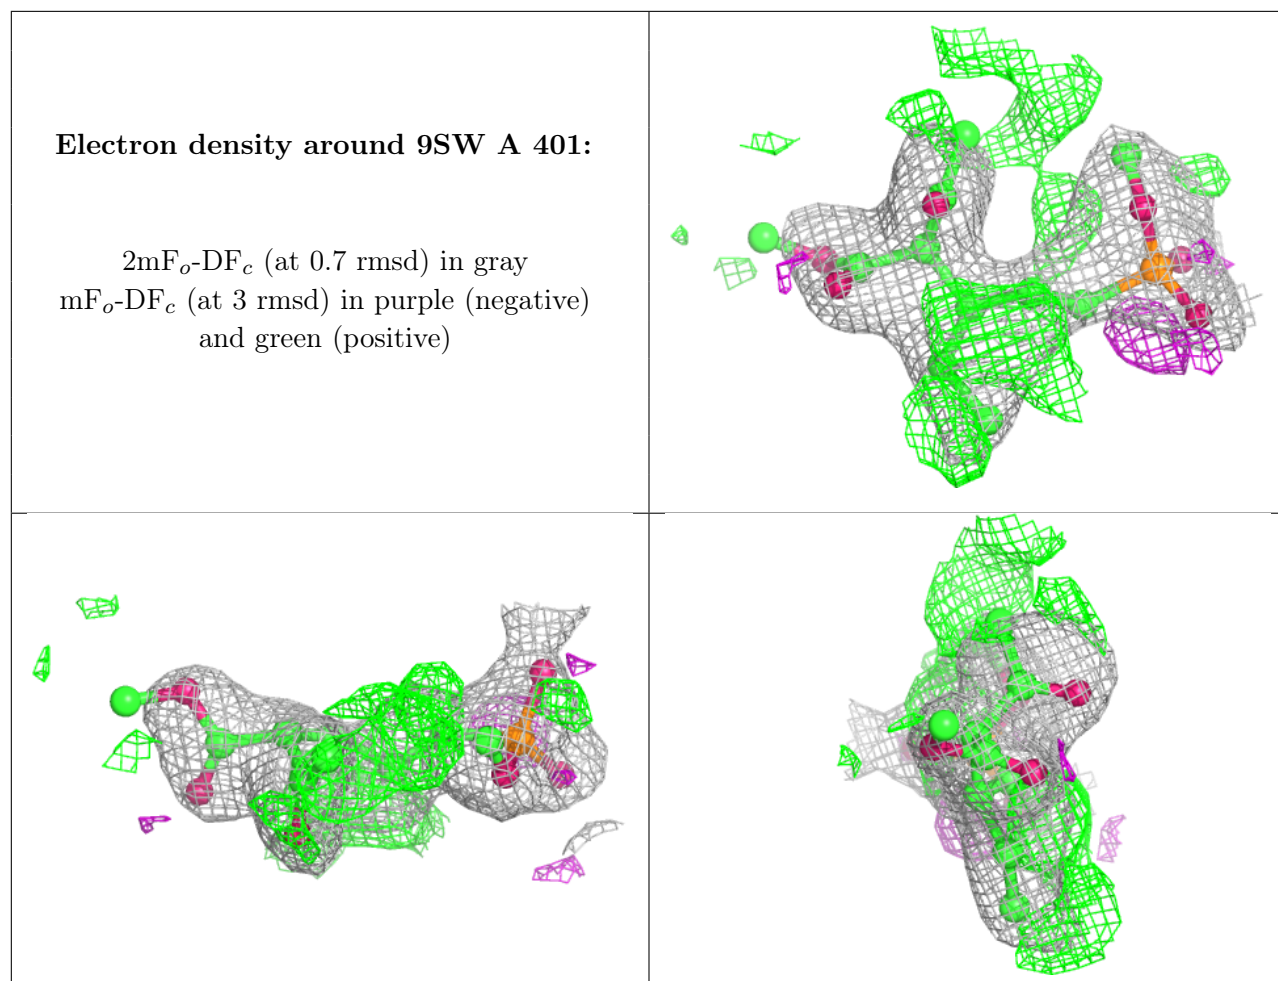 Electron density around 9SW A 401:
2mFo-DFc (at 0.7 rmsd) in gray
mFo-DFc (at 3 rmsd) in purple (negative)
and green (positive)